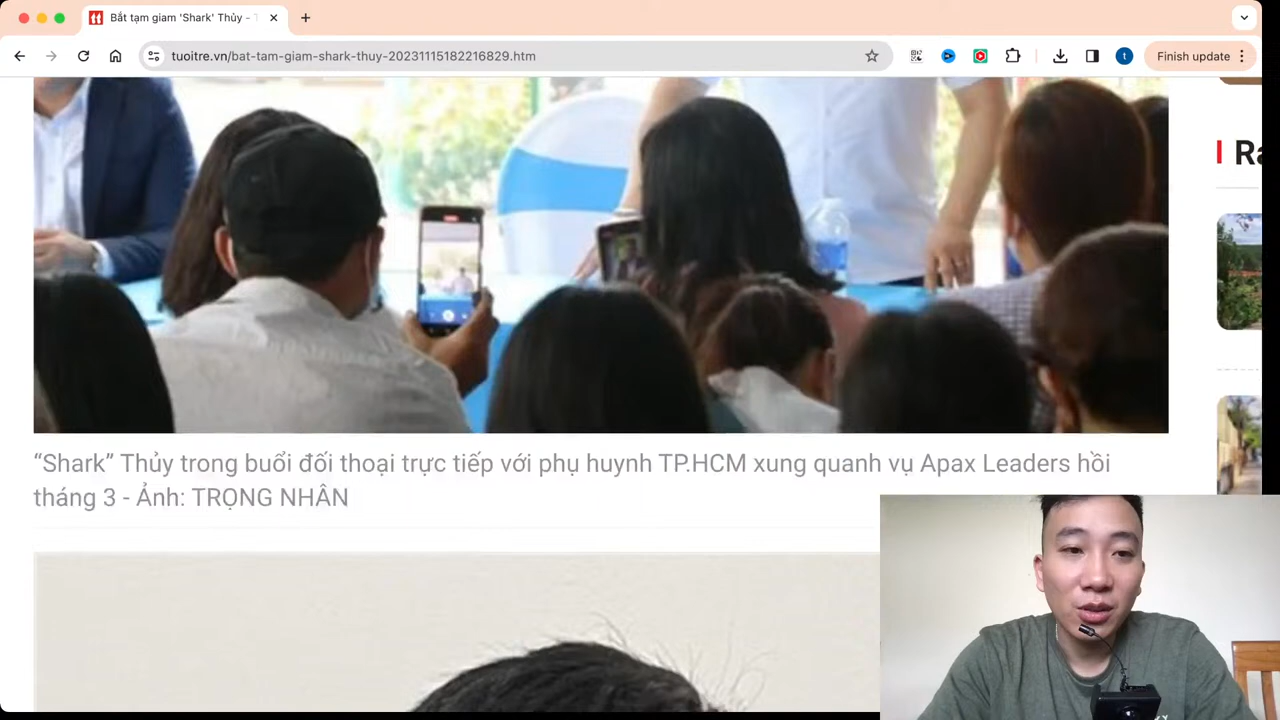 Bắt tạm giam 'Shark' Thủy -
tuoitre.vn/bat-tam-giam-shark-thuy-20231115182216829.htm
t
Finish update
“Shark” Thủy trong buổi đối thoại trực tiếp với phụ huynh TP.HCM xung quanh vụ Apax Leaders hồi
tháng 3 - Ảnh: TRỌNG NHÂN